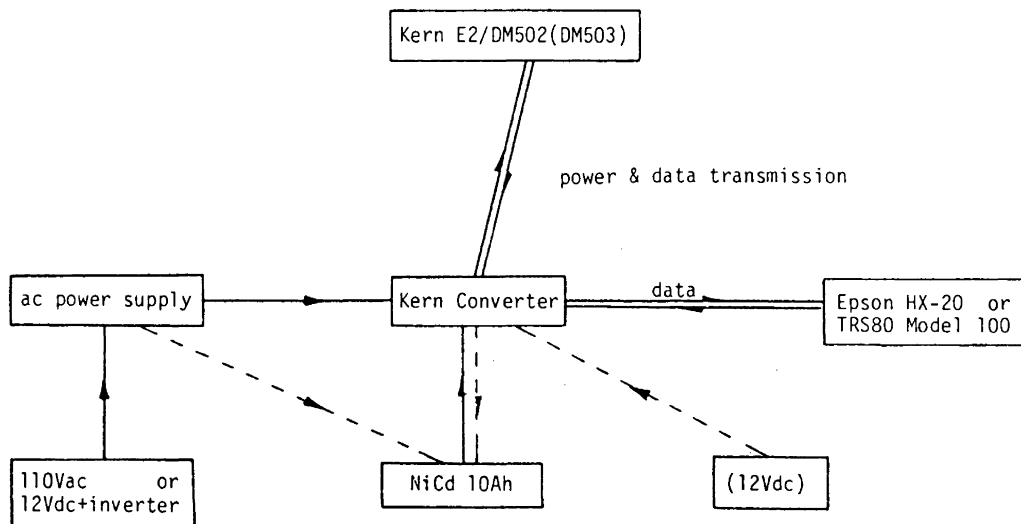 Kern E2/DM502(DM503)
power & data transmission
ac power supply
Kern Converter
data
Epson HX-20 or
TRS80 Model 100
110Vac or
12Vdc+inverter
NiCd 10Ah
(12Vdc)